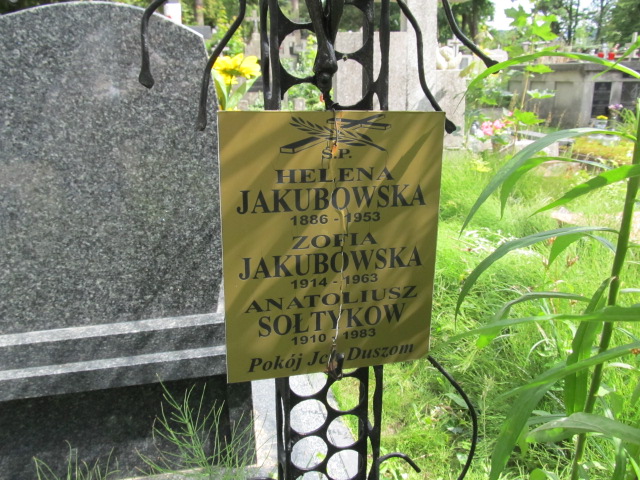 Ś.P.
HELENA
JAKUBOWSKA
1886 - 1953
ZOFIA
JAKUBOWSKA
1914 - 1963
ANATOLIUSZ
SOŁTYKOW
1910 - 1983
Pokój Ich Duszom